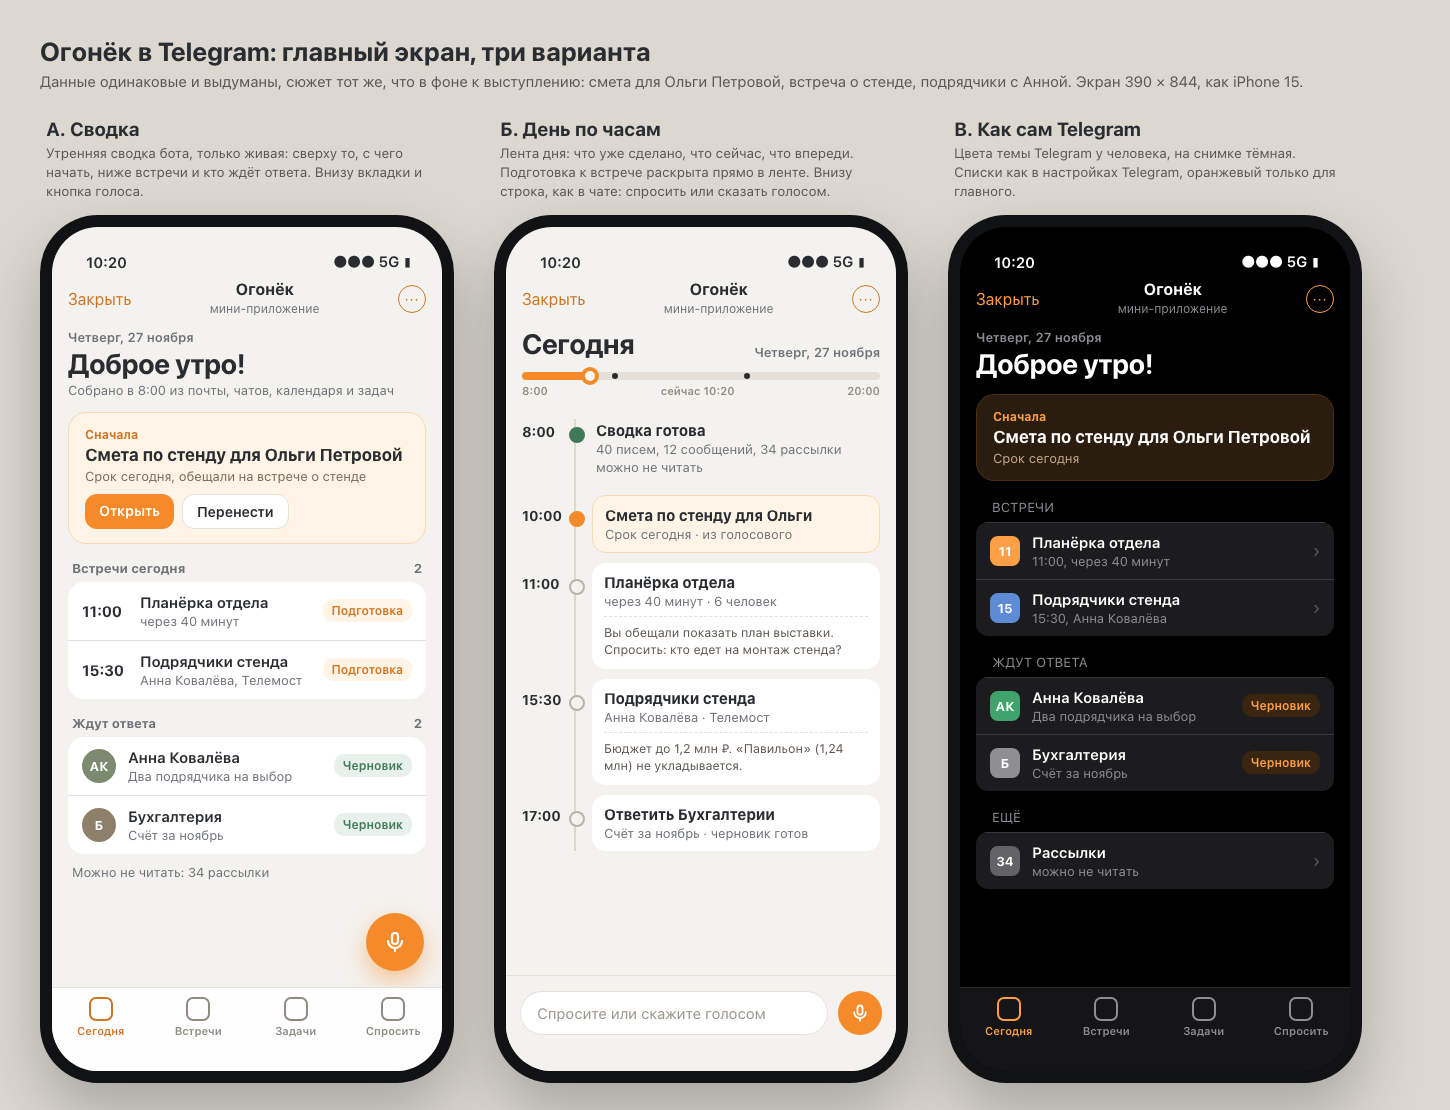 Огонёк в Telegram: главный экран, три варианта
Данные одинаковые и выдуманы, сюжет тот же, что в фоне к выступлению: смета для Ольги Петровой, встреча о стенде, подрядчики с Анной. Экран 390 × 844, как iPhone 15.
А. Сводка
Утренняя сводка бота, только живая: сверху то, с чего
начать, ниже встречи и кто ждёт ответа. Внизу вкладки и
кнопка голоса.
10:20
5G
Закрыть
Огонёк
мини-приложение
Четверг, 27 ноября
Доброе утро!
Собрано в 8:00 из почты, чатов, календаря и задач
Сначала
Смета по стенду для Ольги Петровой
Срок сегодня, обещали на встрече о стенде
Открыть
Перенести
Встречи сегодня 2
11:00
Планёрка отдела
через 40 минут
Подготовка
15:30
Подрядчики стенда
Анна Ковалёва, Телемост
Подготовка
Ждут ответа 2
АК
Анна Ковалёва
Два подрядчика на выбор
Черновик
Б
Бухгалтерия
Счёт за ноябрь
Черновик
Можно не читать: 34 рассылки
Сегодня
Встречи
Задачи
Спросить
Б. День по часам
Лента дня: что уже сделано, что сейчас, что впереди.
Подготовка к встрече раскрыта прямо в ленте. Внизу
строка, как в чате: спросить или сказать голосом.
10:20
5G
Закрыть
Огонёк
мини-приложение
Сегодня
Четверг, 27 ноября
8:00
сейчас 10:20
20:00
8:00
Сводка готова
40 писем, 12 сообщений, 34 рассылки
можно не читать
10:00
Смета по стенду для Ольги
Срок сегодня · из голосового
11:00
Планёрка отдела
через 40 минут · 6 человек
Вы обещали показать план выставки.
Спросить: кто едет на монтаж стенда?
15:30
Подрядчики стенда
Анна Ковалёва · Телемост
Бюджет до 1,2 млн ₽. «Павильон» (1,24
млн) не укладывается.
17:00
Ответить Бухгалтерии
Счёт за ноябрь · черновик готов
Спросите или скажите голосом
В. Как сам Telegram
Цвета темы Telegram у человека, на снимке тёмная.
Списки как в настройках Telegram, оранжевый только для
главного.
10:20
5G
Закрыть
Огонёк
мини-приложение
Четверг, 27 ноября
Доброе утро!
Сначала
Смета по стенду для Ольги Петровой
Срок сегодня
ВСТРЕЧИ
11
Планёрка отдела
11:00, через 40 минут
15
Подрядчики стенда
15:30, Анна Ковалёва
ЖДУТ ОТВЕТА
АК
Анна Ковалёва
Два подрядчика на выбор
Черновик
Б
Бухгалтерия
Счёт за ноябрь
Черновик
ЕЩЁ
34
Рассылки
можно не читать
Сегодня
Встречи
Задачи
Спросить